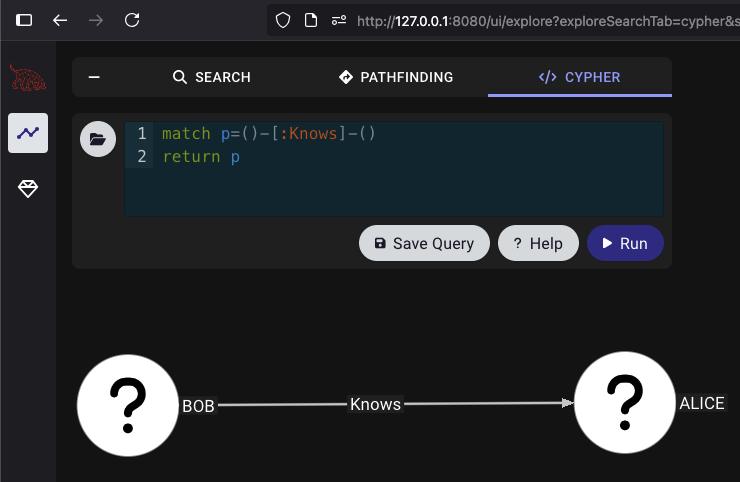 http://127.0.0.1:8080/ui/explore?exploreSearchTab=cypher&s
SEARCH
PATHFINDING
</> CYPHER
1 match p=()-[:Knows]-()
2 return p
Save Query
? Help
Run
?
BOB
Knows
?
ALICE